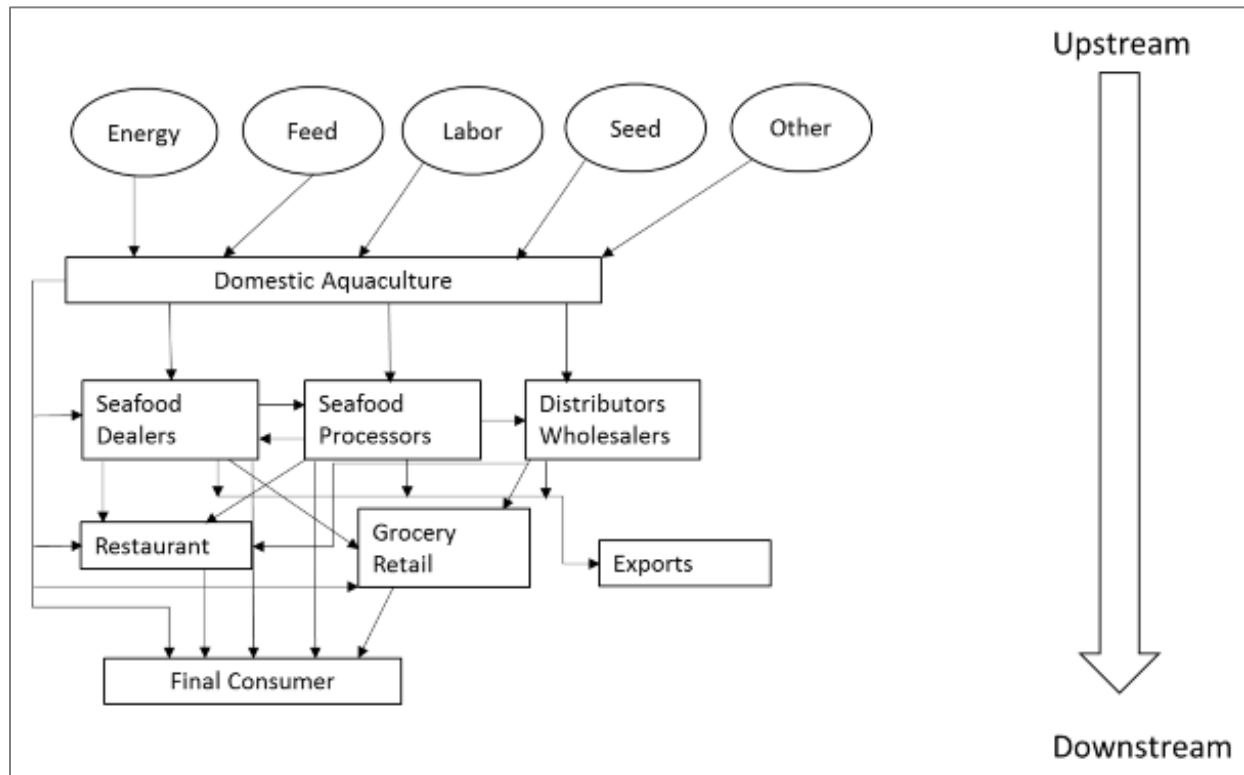 Upstream
Energy
Feed
Labor
Seed
Other
Domestic Aquaculture
Seafood
Dealers
Seafood
Processors
Distributors
Wholesalers
Restaurant
Grocery
Retail
Exports
Final Consumer
Downstream